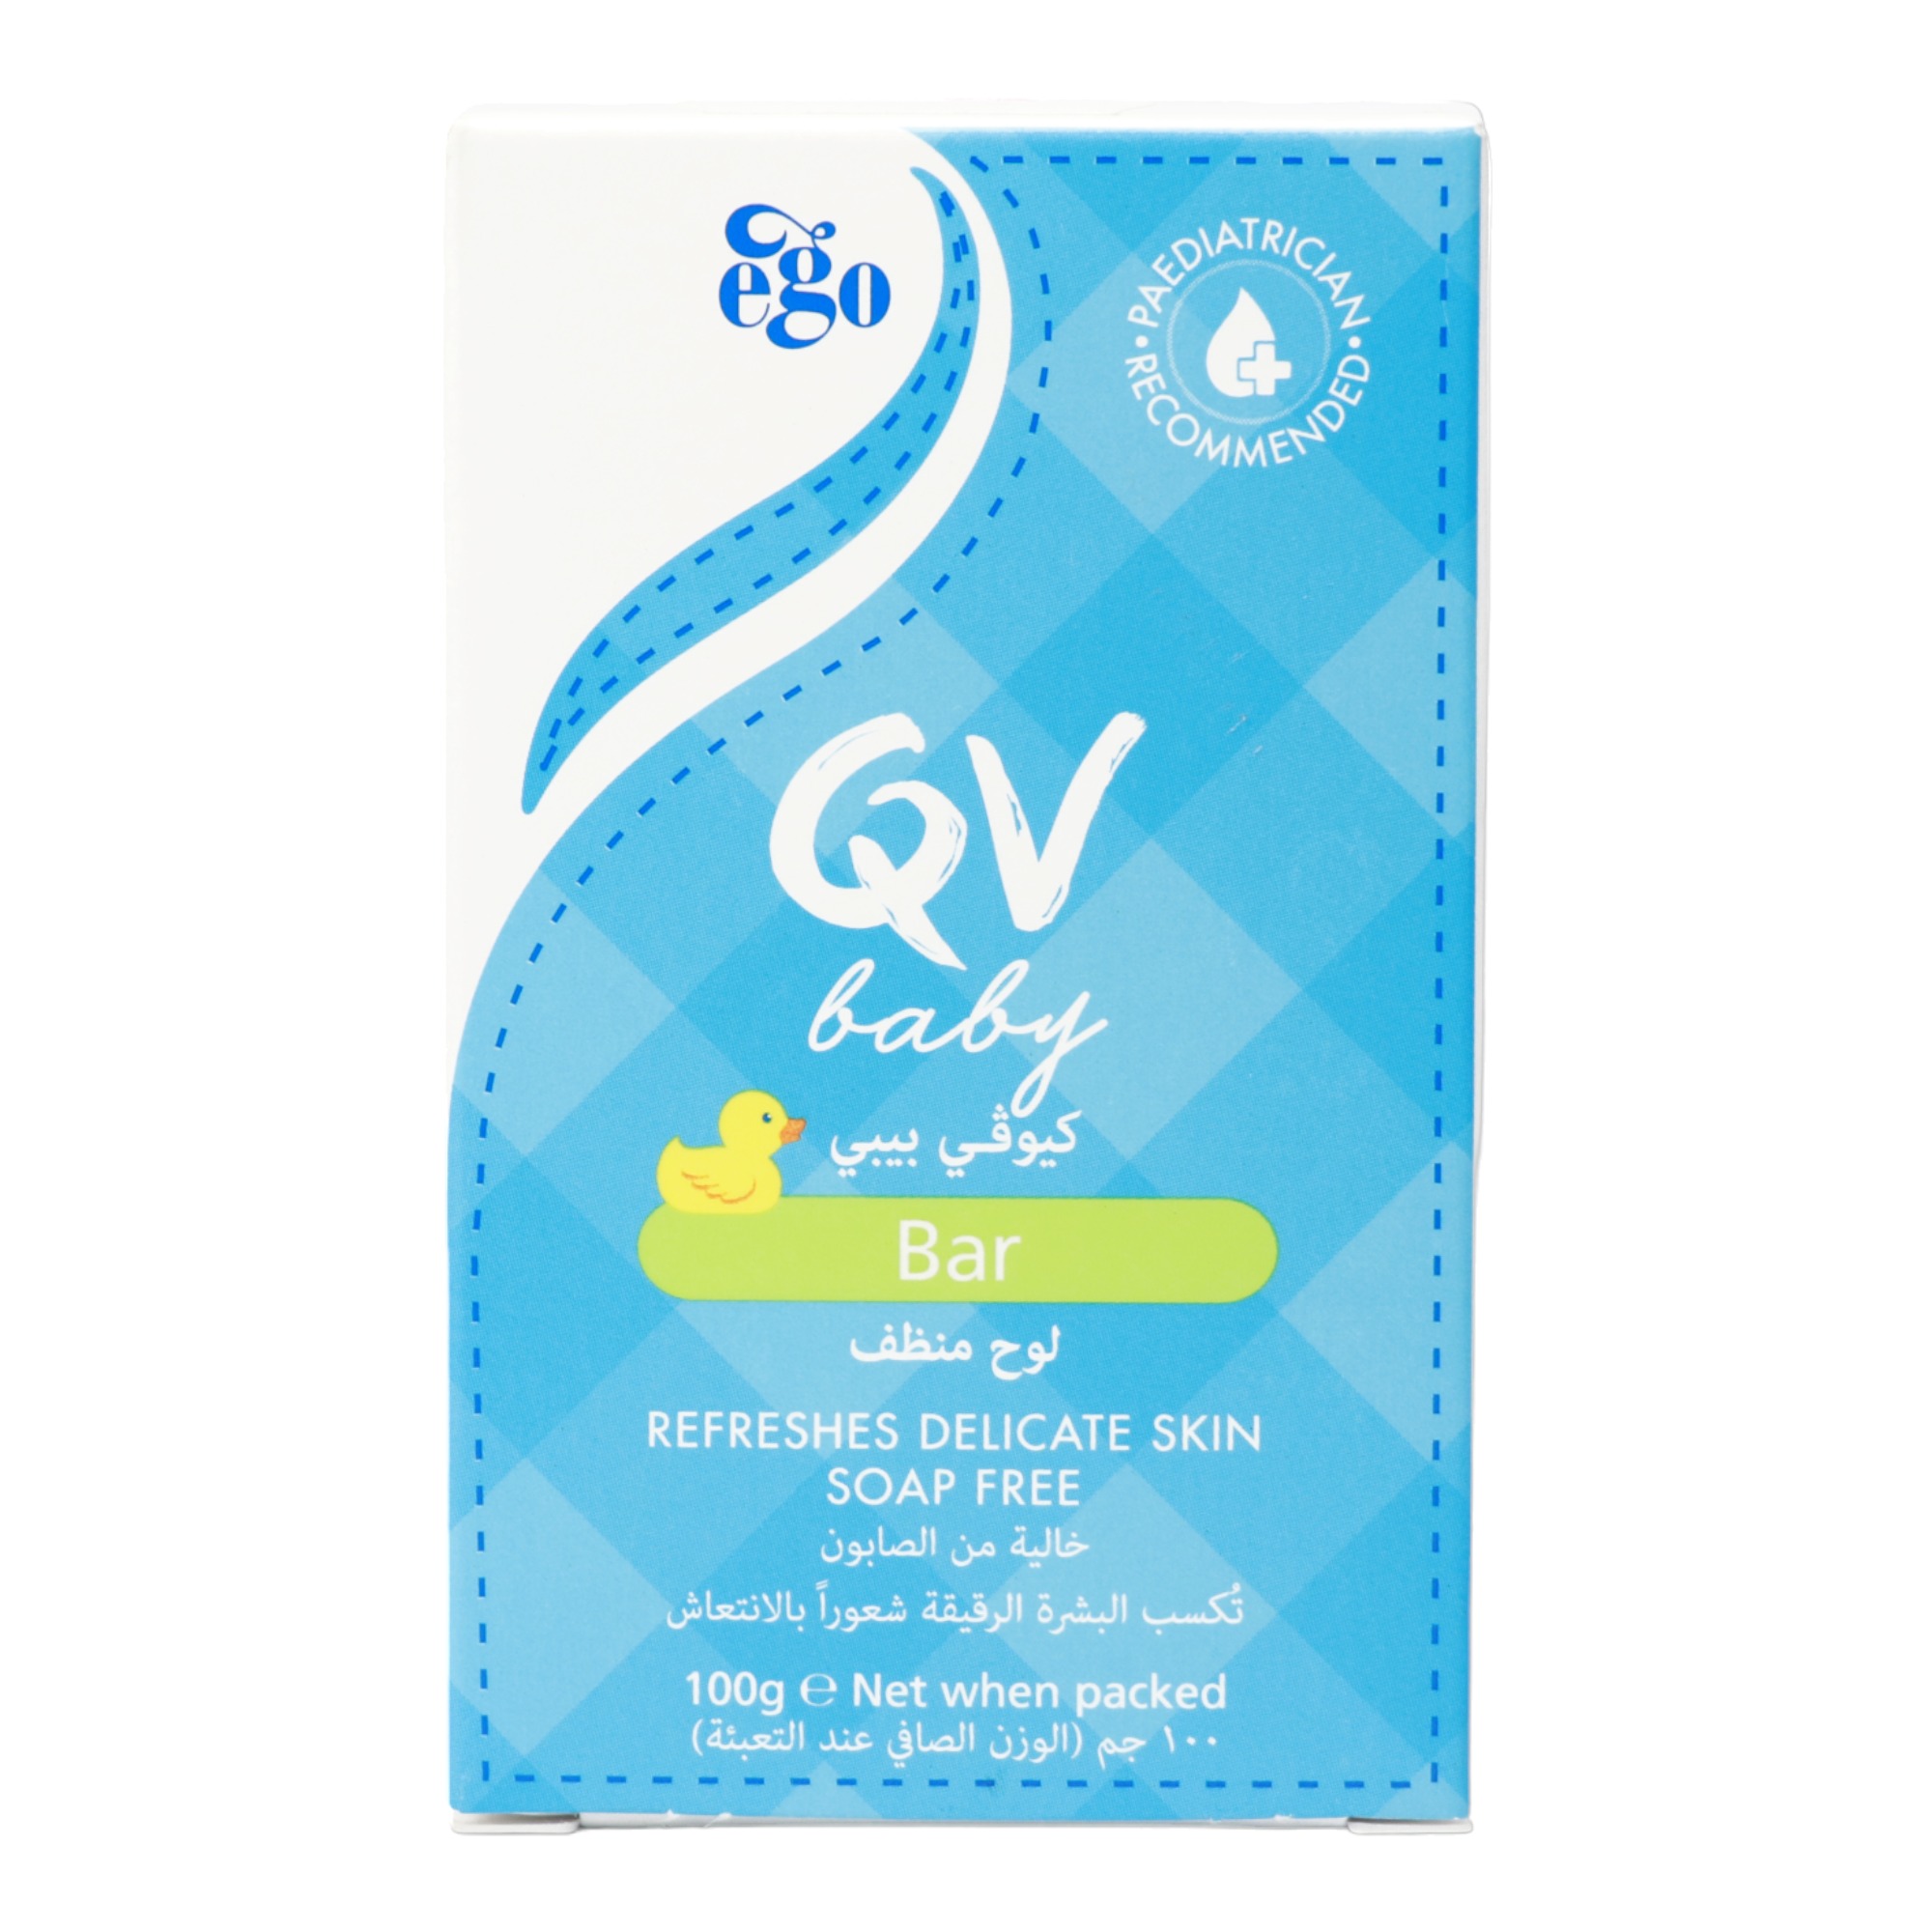 ego
PAEDIATRICIAN
RECOMMENDED
QV
baby
كيوڤي بيبي
Bar
لوح منظف
REFRESHES DELICATE SKIN
SOAP FREE
خالية من الصابون
تُكسب البشرة الرقيقة شعوراً بالانتعاش
100g ℮ Net when packed
١٠٠ جم (الوزن الصافي عند التعبئة)